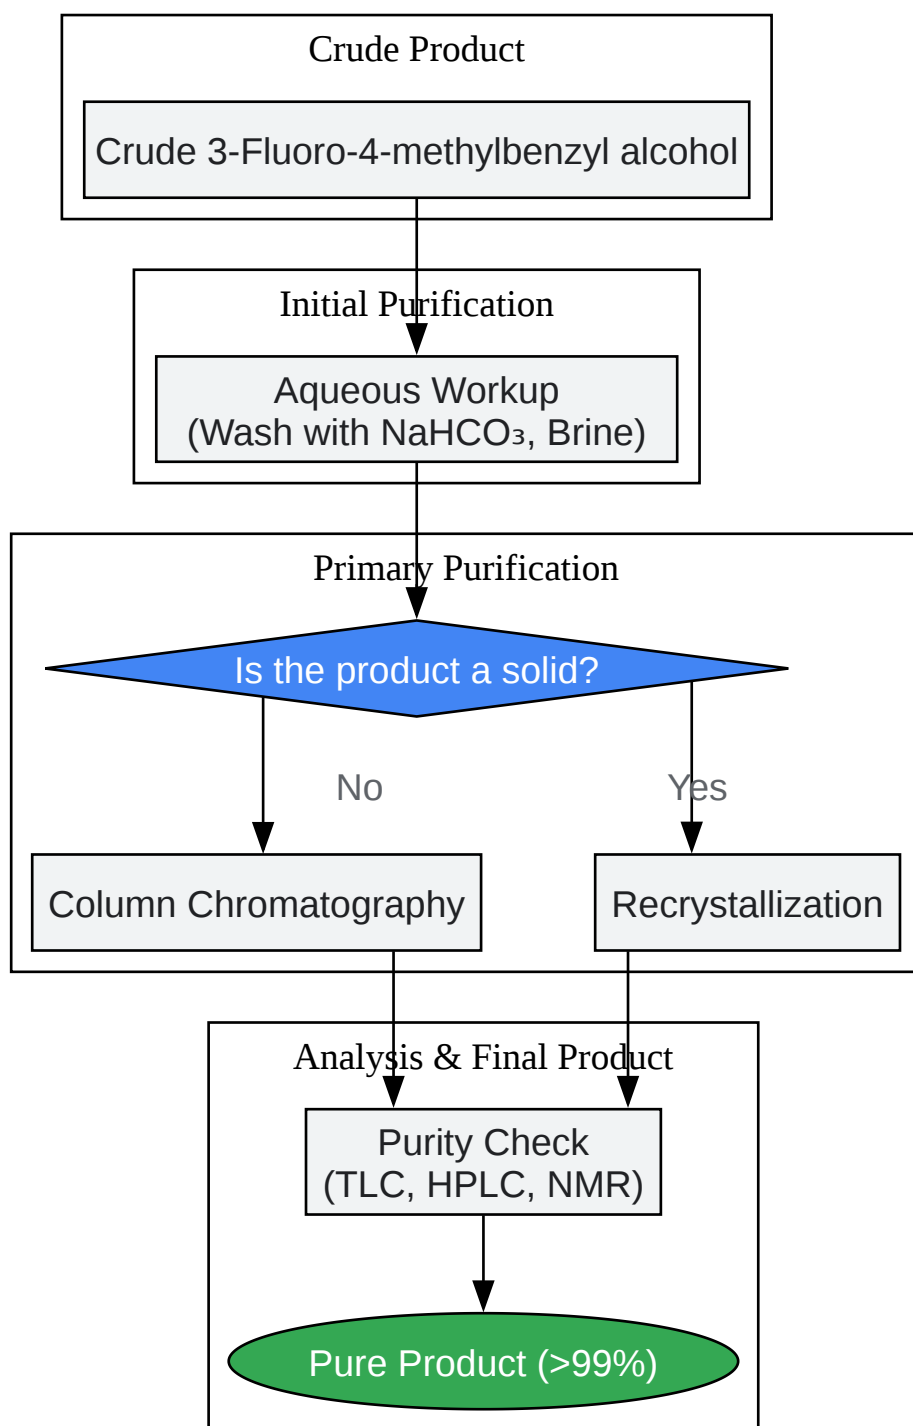 Crude Product
Crude 3-Fluoro-4-methylbenzyl alcohol
Initial Purification
Aqueous Workup
(Wash with NaHCO₃, Brine)
Primary Purification
Is the product a solid?
No
Yes
Column Chromatography
Recrystallization
Analysis & Final Product
Purity Check
(TLC, HPLC, NMR)
Pure Product (>99%)